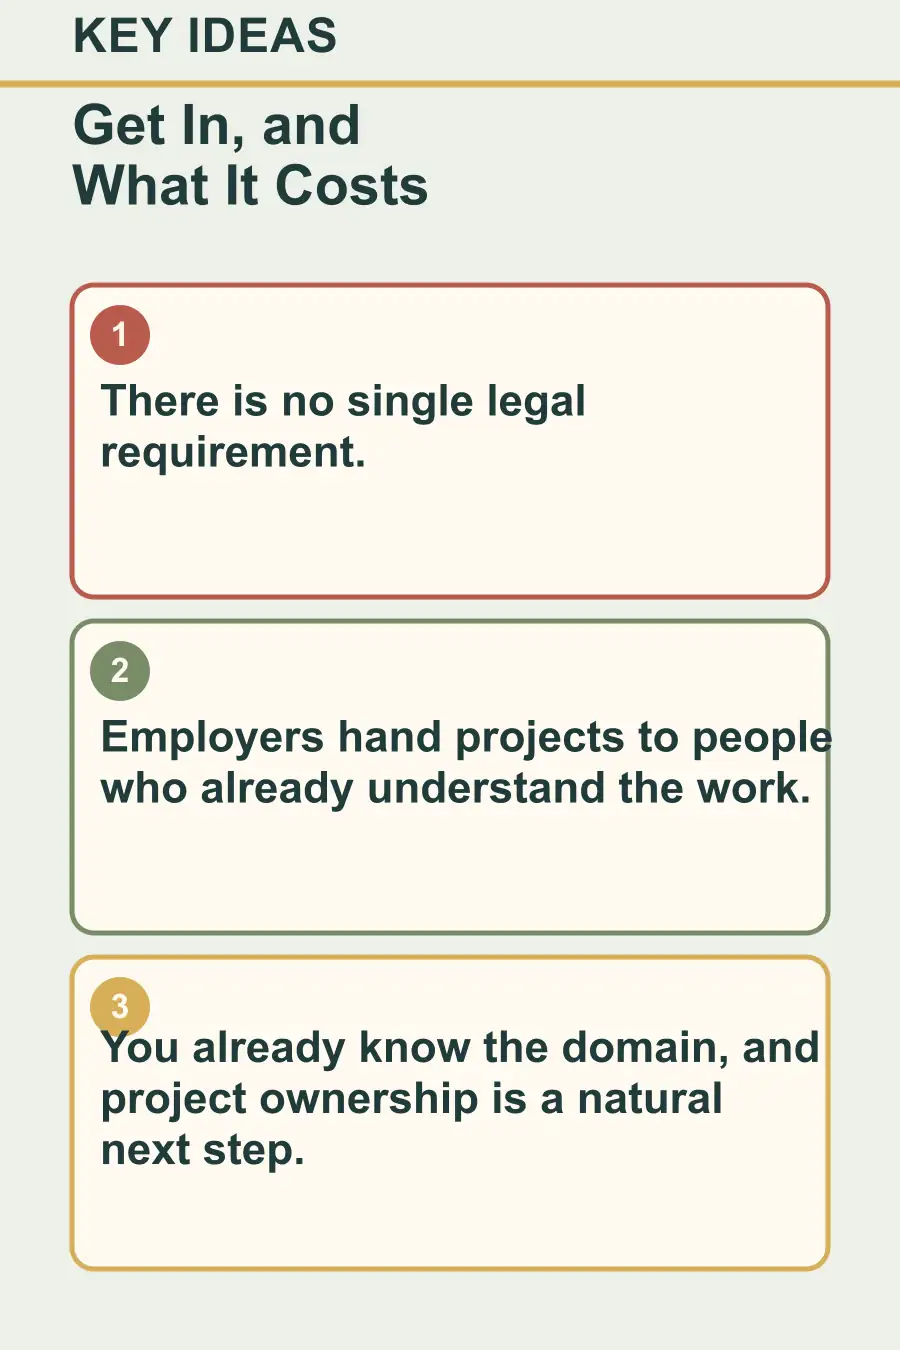 KEY IDEAS
Get In, and
What It Costs
1
There is no single legal
requirement.
2
Employers hand projects to people
who already understand the work.
3
You already know the domain, and
project ownership is a natural
next step.